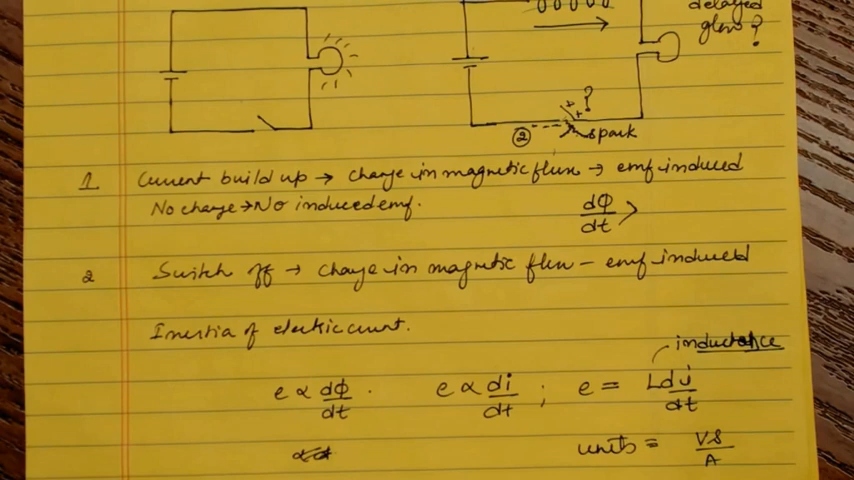 delayed
glow ?
?
② spark
1 Current build up → change in magnetic flux → emf induced
No change → No induced emf.
dΦ/dt >
2 Switch off → change in magnetic flux - emf induced
Inertia of electric current.
inductance
e ∝ dΦ/dt . e ∝ di/dt ; e = L di/dt
units = VS/A